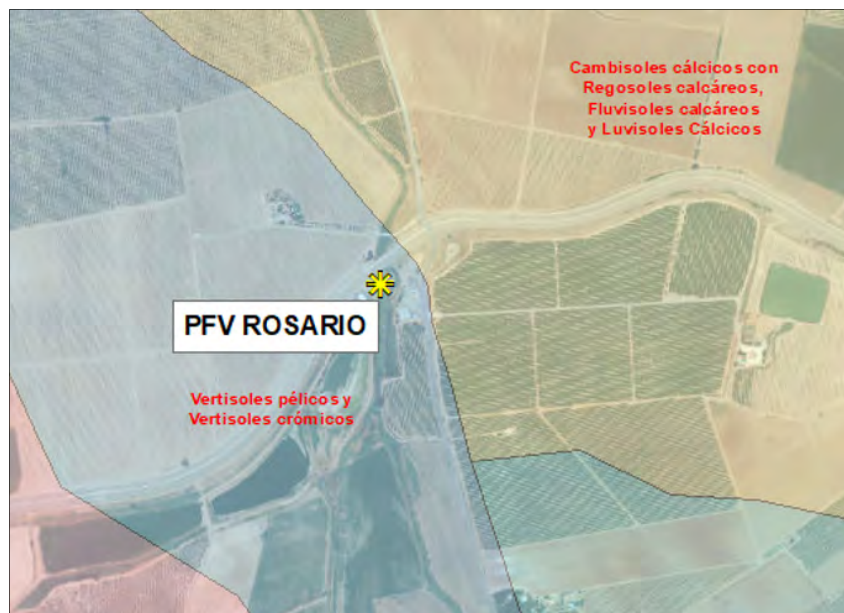 Cambisoles cálcicos con
Regosoles calcáreos,
Fluvisoles calcáreos
y Luvisoles Cálcicos
PFV ROSARIO
Vertisoles pélicos y
Vertisoles crómicos